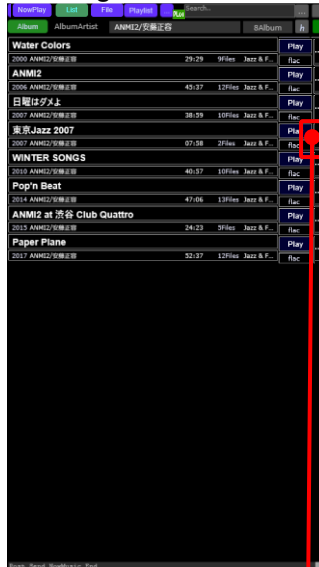 NowPlay List File Playlist ... Plus Search.. ...
Album AlbumArtist ANMI2/安藤正容 8Album h
Water Colors Play
2000 ANMI2/安藤正容 29:29 9Files Jazz & F... flac
ANMI2 Play
2006 ANMI2/安藤正容 45:37 12Files Jazz & F... flac
日曜はダメよ Play
2007 ANMI2/安藤正容 38:59 10Files Jazz & F... flac
東京Jazz 2007 Play
2007 ANMI2/安藤正容 07:58 2Files Jazz & F... flac
WINTER SONGS Play
2010 ANMI2/安藤正容 40:57 10Files Jazz & F... flac
Pop'n Beat Play
2014 ANMI2/安藤正容 47:06 13Files Jazz & F... flac
ANMI2 at 渋谷 Club Quattro Play
2015 ANMI2/安藤正容 24:23 5Files Jazz & F... flac
Paper Plane Play
2017 ANMI2/安藤正容 52:37 12Files Jazz & F... flac